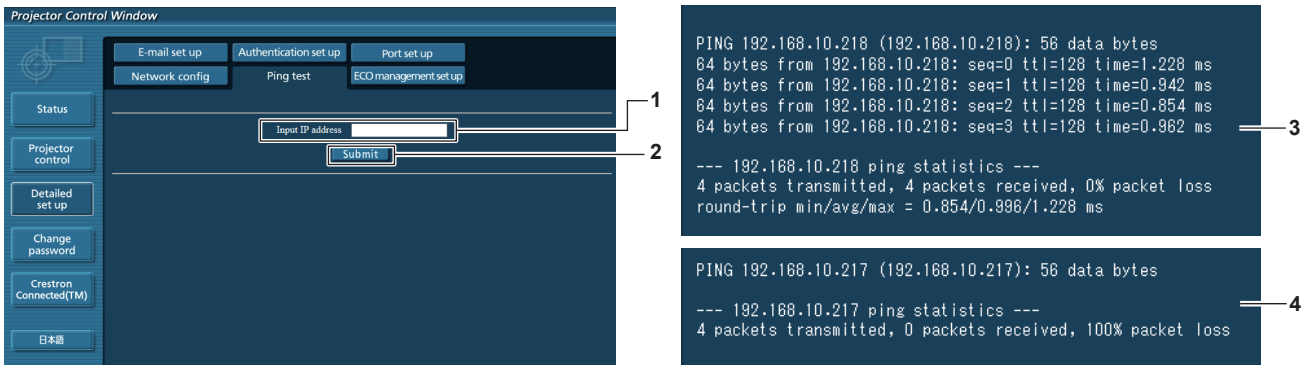 Projector Control Window
E-mail set up
Authentication set up
Port set up
Network config
Ping test
ECO management set up
Status
Projector control
Detailed set up
Change password
Crestron Connected(TM)
日本語
Input IP address
Submit
1
2
PING 192.168.10.218 (192.168.10.218): 56 data bytes
64 bytes from 192.168.10.218: seq=0 ttl=128 time=1.228 ms
64 bytes from 192.168.10.218: seq=1 ttl=128 time=0.942 ms
64 bytes from 192.168.10.218: seq=2 ttl=128 time=0.854 ms
64 bytes from 192.168.10.218: seq=3 ttl=128 time=0.962 ms
3
--- 192.168.10.218 ping statistics ---
4 packets transmitted, 4 packets received, 0% packet loss
round-trip min/avg/max = 0.854/0.996/1.228 ms
PING 192.168.10.217 (192.168.10.217): 56 data bytes
--- 192.168.10.217 ping statistics ---
4
4 packets transmitted, 0 packets received, 100% packet loss